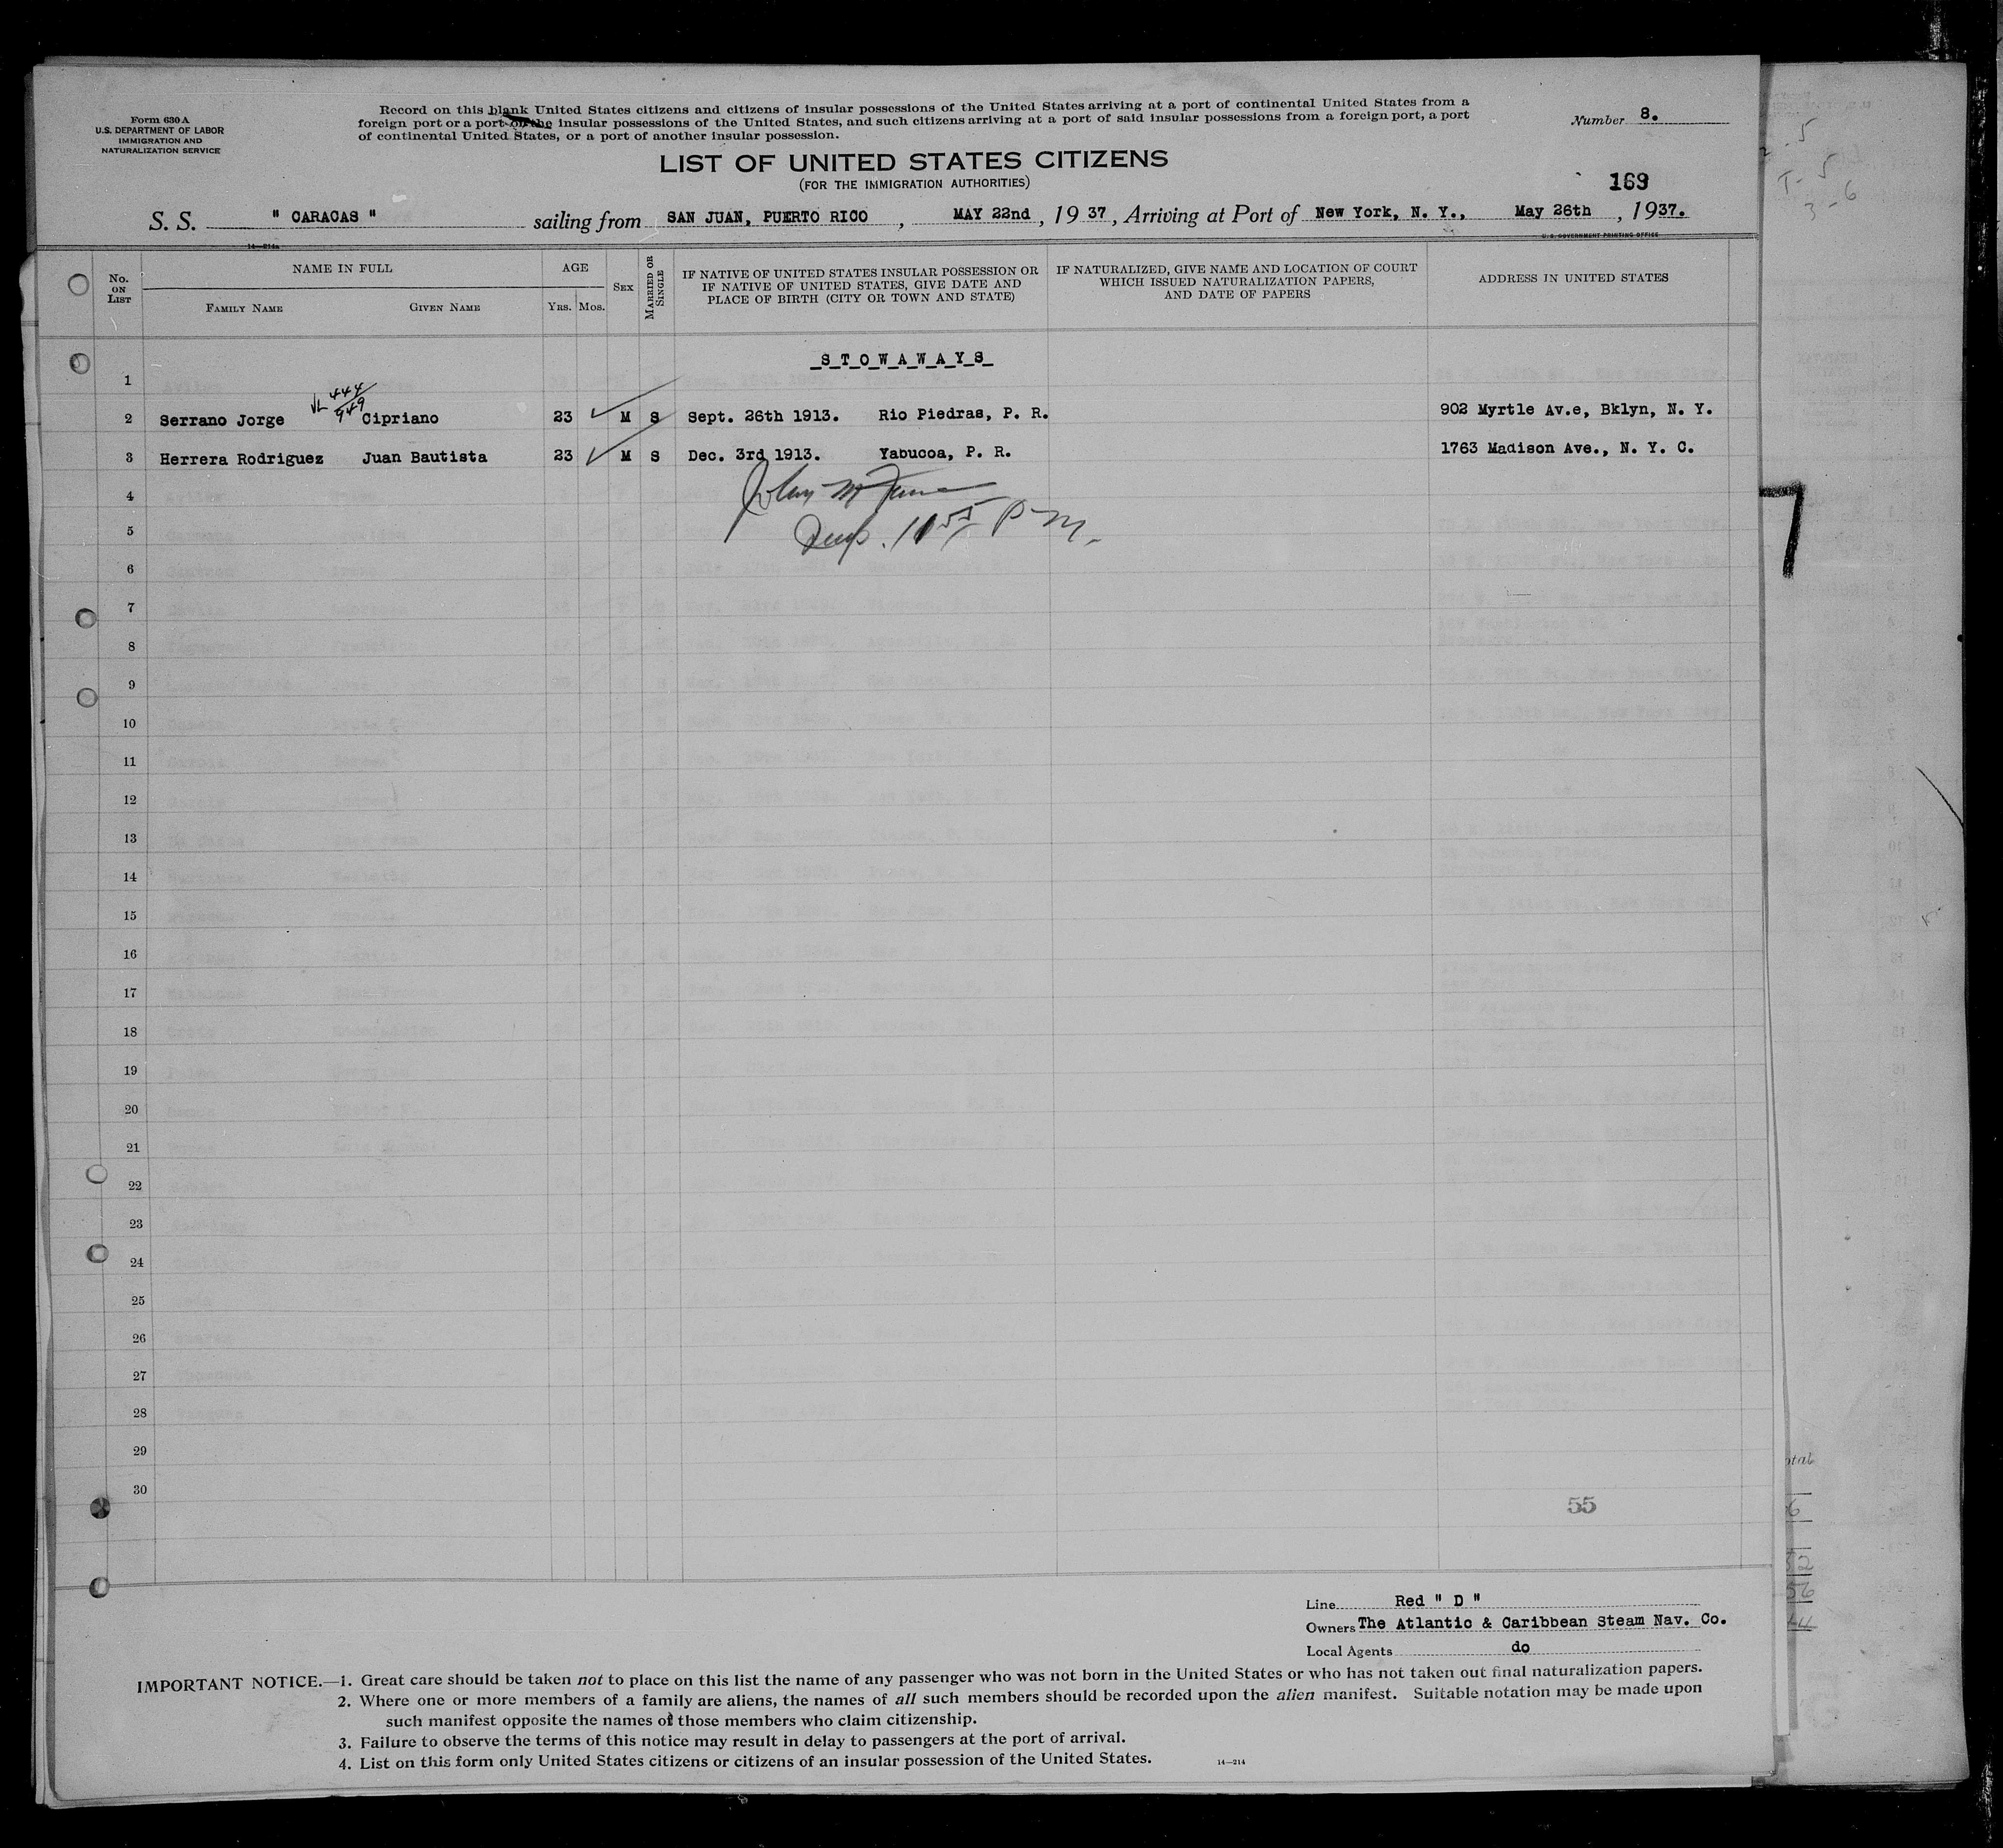 Form 630 A
U.S. DEPARTMENT OF LABOR
IMMIGRATION AND
NATURALIZATION SERVICE
Record on this blank United States citizens and citizens of insular possessions of the United States arriving at a port of continental United States from a
foreign port or a port of the insular possessions of the United States, and such citizens arriving at a port of said insular possessions from a foreign port, a port
of continental United States, or a port of another insular possession.
Number 8.
LIST OF UNITED STATES CITIZENS
(FOR THE IMMIGRATION AUTHORITIES)
169
S. S. " CARACAS " sailing from SAN JUAN, PUERTO RICO, MAY 22nd, 1937, Arriving at Port of New York, N. Y., May 26th, 1937.
14—214a
U. S. GOVERNMENT PRINTING OFFICE
No. ON LIST
NAME IN FULL
FAMILY NAME GIVEN NAME
AGE
YRS. MOS.
SEX
MARRIED OR SINGLE
IF NATIVE OF UNITED STATES INSULAR POSSESSION OR
IF NATIVE OF UNITED STATES, GIVE DATE AND
PLACE OF BIRTH (CITY OR TOWN AND STATE)
IF NATURALIZED, GIVE NAME AND LOCATION OF COURT
WHICH ISSUED NATURALIZATION PAPERS,
AND DATE OF PAPERS
ADDRESS IN UNITED STATES
S T O W A W A Y S
1
VL 444/949
2 Serrano Jorge Cipriano 23 M S Sept. 26th 1913. Rio Piedras, P. R. 902 Myrtle Av.e, Bklyn, N. Y.
3 Herrera Rodriguez Juan Bautista 23 M S Dec. 3rd 1913. Yabucoa, P. R. 1763 Madison Ave., N. Y. C.
4
5 11 55 P M.
6
7
8
9
10
11
12
13
14
15
16
17
18
19
20
21
22
23
24
25
26
27
28
29
30
55
Line Red " D "
Owners The Atlantic & Caribbean Steam Nav. Co.
Local Agents do
IMPORTANT NOTICE.—1. Great care should be taken not to place on this list the name of any passenger who was not born in the United States or who has not taken out final naturalization papers.
2. Where one or more members of a family are aliens, the names of all such members should be recorded upon the alien manifest. Suitable notation may be made upon
such manifest opposite the names of those members who claim citizenship.
3. Failure to observe the terms of this notice may result in delay to passengers at the port of arrival.
4. List on this form only United States citizens or citizens of an insular possession of the United States.
14—214